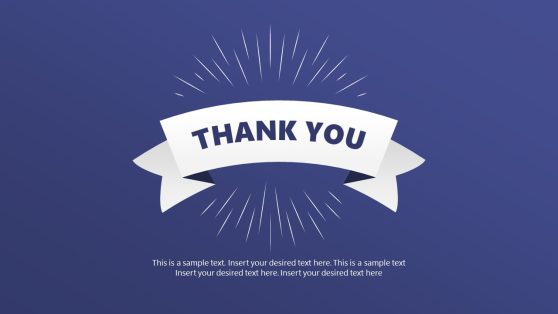 THANK YOU
This is a sample text. Insert your desired text here. This is a sample text
Insert your desired text here. Insert your desired text here